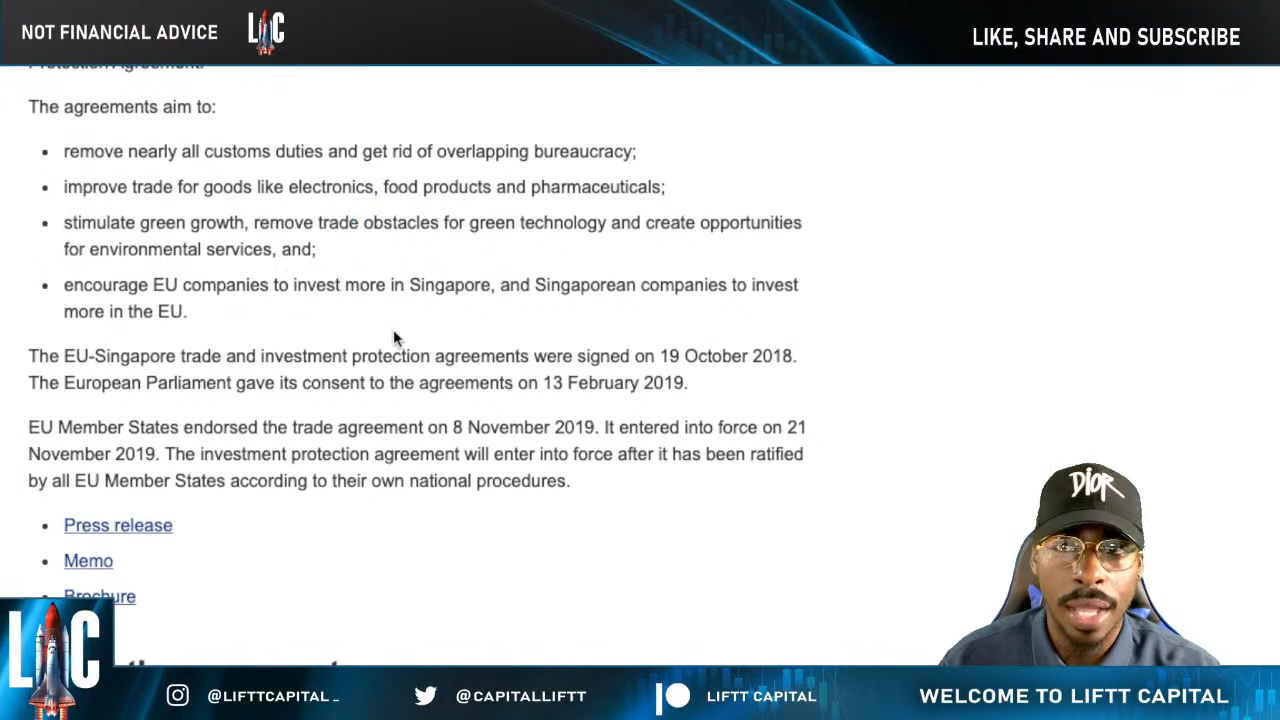 NOT FINANCIAL ADVICE
LC
LIKE, SHARE AND SUBSCRIBE
Protection Agreement.
The agreements aim to:
• remove nearly all customs duties and get rid of overlapping bureaucracy;
• improve trade for goods like electronics, food products and pharmaceuticals;
• stimulate green growth, remove trade obstacles for green technology and create opportunities
for environmental services, and;
• encourage EU companies to invest more in Singapore, and Singaporean companies to invest
more in the EU.
The EU-Singapore trade and investment protection agreements were signed on 19 October 2018.
The European Parliament gave its consent to the agreements on 13 February 2019.
EU Member States endorsed the trade agreement on 8 November 2019. It entered into force on 21
November 2019. The investment protection agreement will enter into force after it has been ratified
by all EU Member States according to their own national procedures.
• Press release
• Memo
• Brochure
DIOR
LC
@LIFTTCAPITAL_
@CAPITALLIFTT
LIFTT CAPITAL
WELCOME TO LIFTT CAPITAL